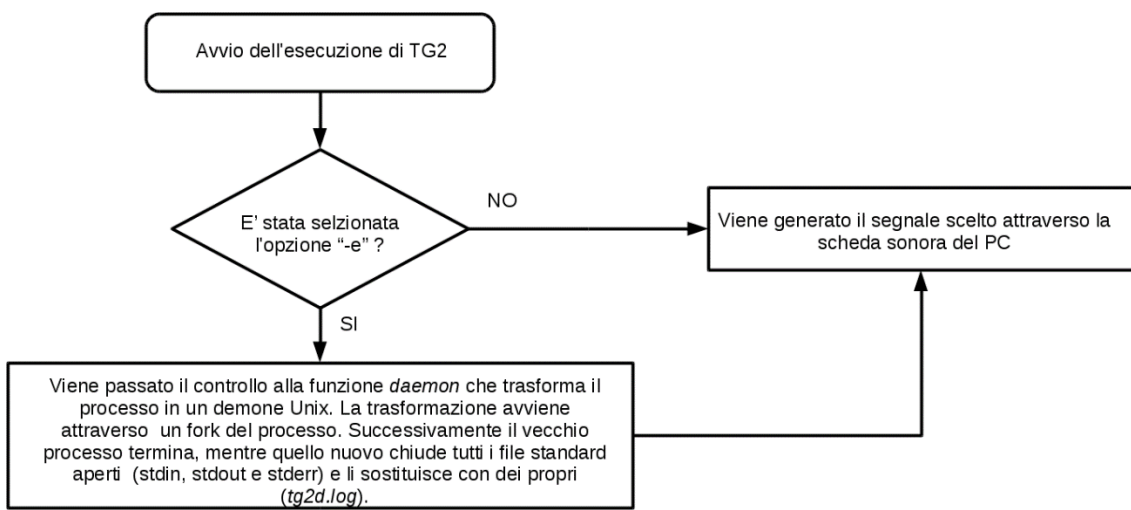 Avvio dell'esecuzione di TG2
E' stata selzionata
l'opzione “-e” ?
NO
Viene generato il segnale scelto attraverso la
scheda sonora del PC
SI
Viene passato il controllo alla funzione daemon che trasforma il
processo in un demone Unix. La trasformazione avviene
attraverso un fork del processo. Successivamente il vecchio
processo termina, mentre quello nuovo chiude tutti i file standard
aperti (stdin, stdout e stderr) e li sostituisce con dei propri
(tg2d.log).